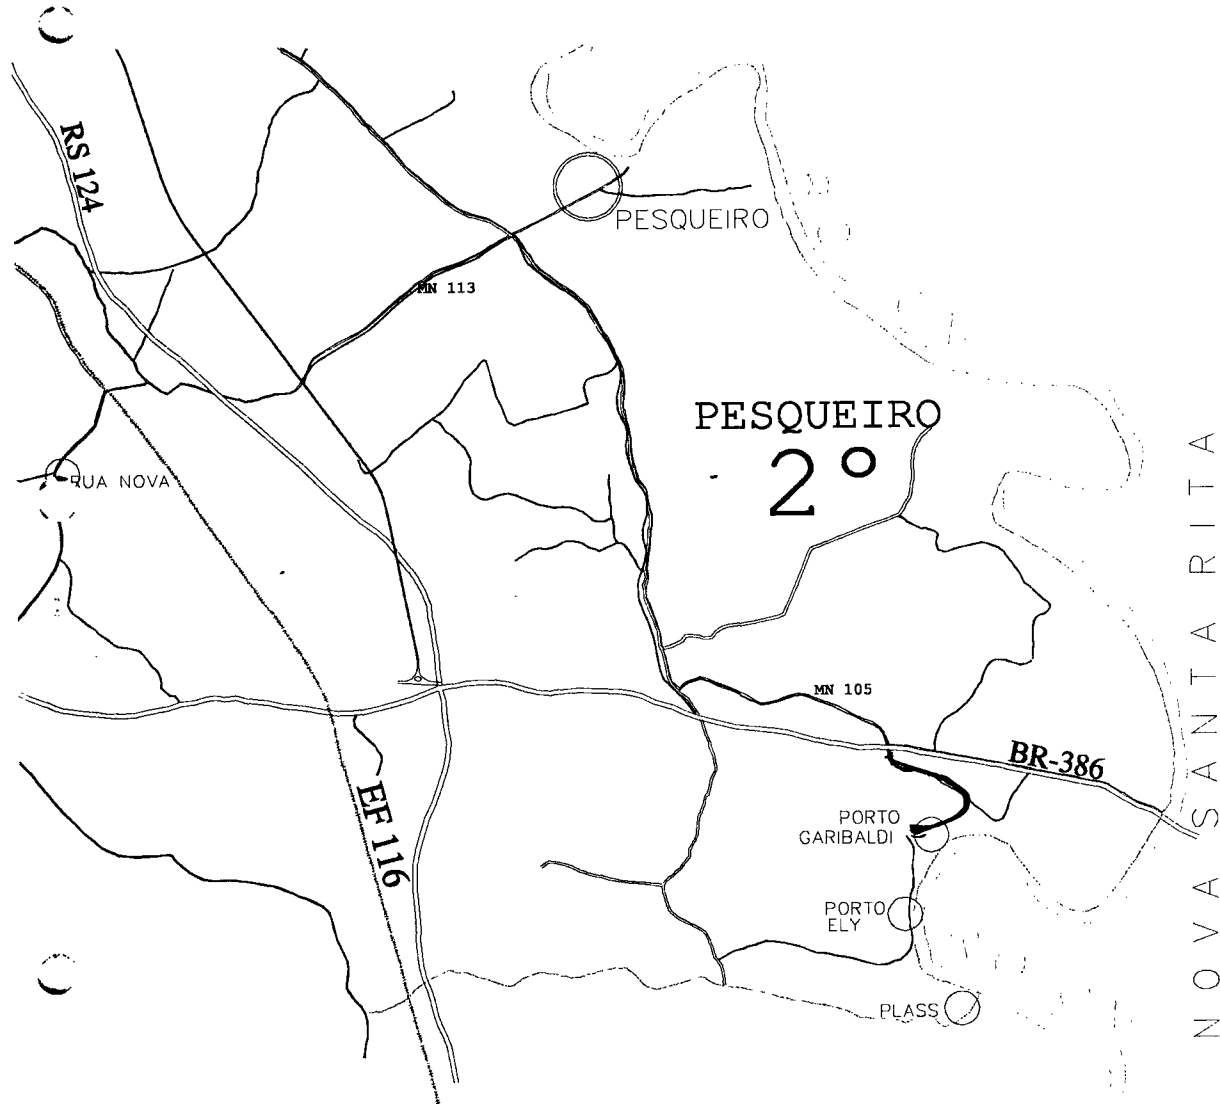 RS 124
PESQUEIRO
MN 113
PESQUEIRO
2°
RUA NOVA
NOVA SANTA RITA
MN 105
BR-386
EF 116
PORTO
GARIBALDI
PORTO
ELY
PLASS